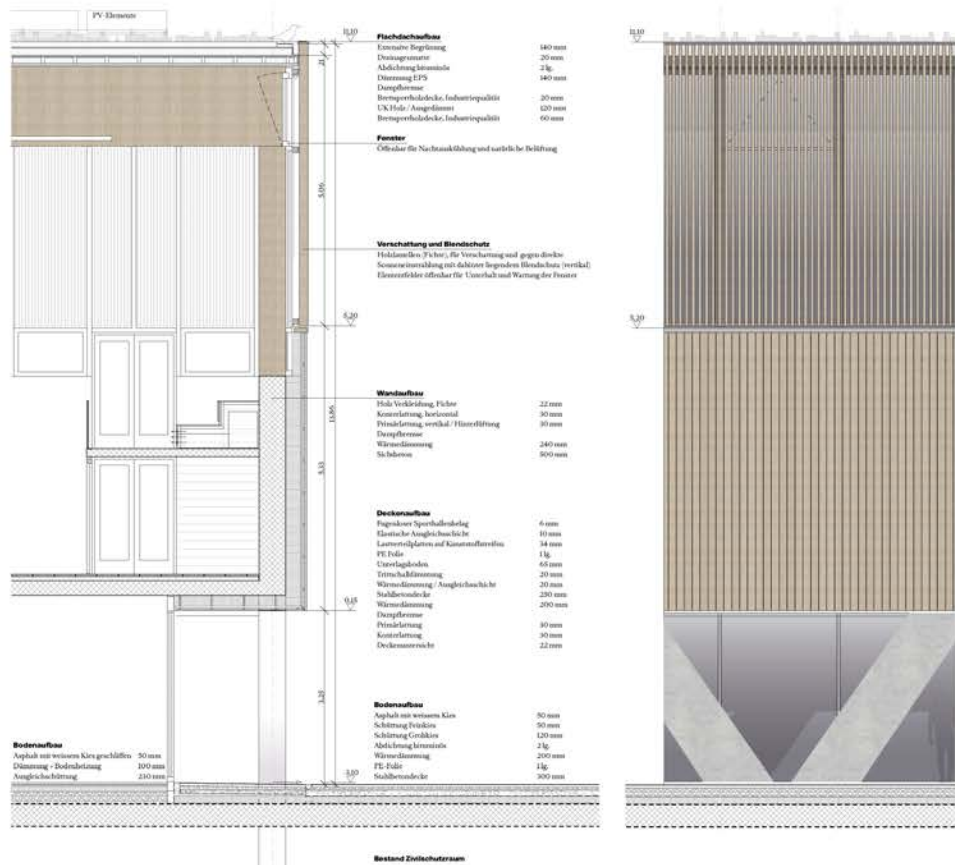 PV-Elemente
11,10
Flachdachaufbau
Extensive Begrünung 140 mm
Drainagematte 20 mm
Abdichtung bituminös 2 lg.
Dämmung EPS 140 mm
Dampfbremse
Brettsperrholzdecke, Industriequalität 20 mm
UK Holz / Ausgedämmt 120 mm
Brettsperrholzdecke, Industriequalität 60 mm
Fenster
Öffenbar für Nachtauskühlung und natürliche Belüftung
Verschattung und Blendschutz
Holzlamellen (Fichte), für Verschattung und gegen direkte
Sonneneinstrahlung mit dahinter liegendem Blendschutz (vertikal)
Elementfelder öffenbar für Unterhalt und Wartung der Fenster
5,20
Wandaufbau
Holz Verkleidung, Fichte 22 mm
Konterlattung, horizontal 30 mm
Primärlattung, vertikal / Hinterlüftung 30 mm
Dampfbremse
Wärmedämmung 240 mm
Sichtbeton 500 mm
Deckenaufbau
Fugenloser Sporthallenbelag 6 mm
Elastische Ausgleichsschicht 10 mm
Lastverteilplatten auf Kunststoffstreifen 34 mm
PE Folie 1 lg.
Unterlagsboden 65 mm
Trittschalldämmung 20 mm
Wärmedämmung / Ausgleichsschicht 20 mm
Stahlbetondecke 250 mm
Wärmedämmung 200 mm
Dampfbremse
Primärlattung 30 mm
Konterlattung 30 mm
Deckenuntersicht 22 mm
0,15
Bodenaufbau
Asphalt mit weissem Kies 50 mm
Schüttung Feinkies 50 mm
Schüttung Grobkies 120 mm
Abdichtung bituminös 2 lg.
Wärmedämmung 200 mm
PE-Folie 1 lg.
Stahlbetondecke 300 mm
Bodenaufbau
Asphalt mit weissem Kies geschliffen 50 mm
Dämmung + Bodenheizung 100 mm
Ausgleichschüttung 230 mm
Bestand Zivilschutzraum
11,10
5,20